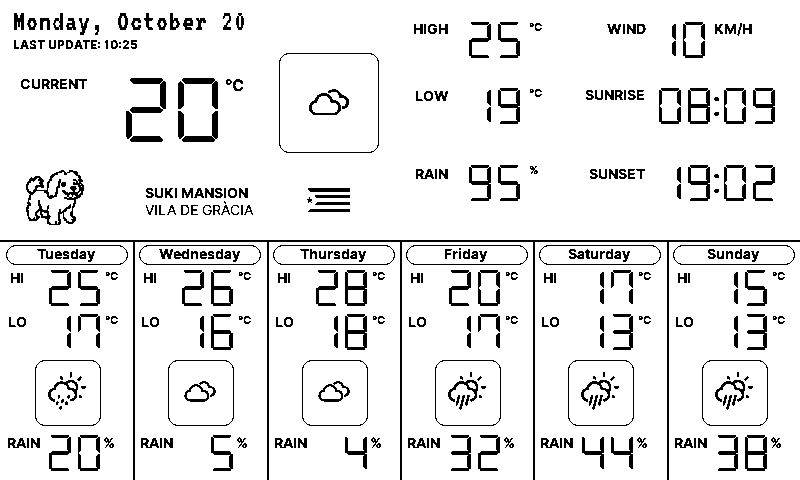 Monday, October 20
LAST UPDATE: 10:25
CURRENT 20 °C
SUKI MANSION
VILA DE GRÀCIA
HIGH 25 °C
WIND 10 KM/H
LOW 19 °C
SUNRISE 08:09
RAIN 95 %
SUNSET 19:02
Tuesday
HI 25 °C
LO 17 °C
RAIN 20 %
Wednesday
HI 26 °C
LO 16 °C
RAIN 5 %
Thursday
HI 28 °C
LO 18 °C
RAIN 4 %
Friday
HI 20 °C
LO 17 °C
RAIN 32 %
Saturday
HI 17 °C
LO 13 °C
RAIN 44 %
Sunday
HI 15 °C
LO 13 °C
RAIN 38 %